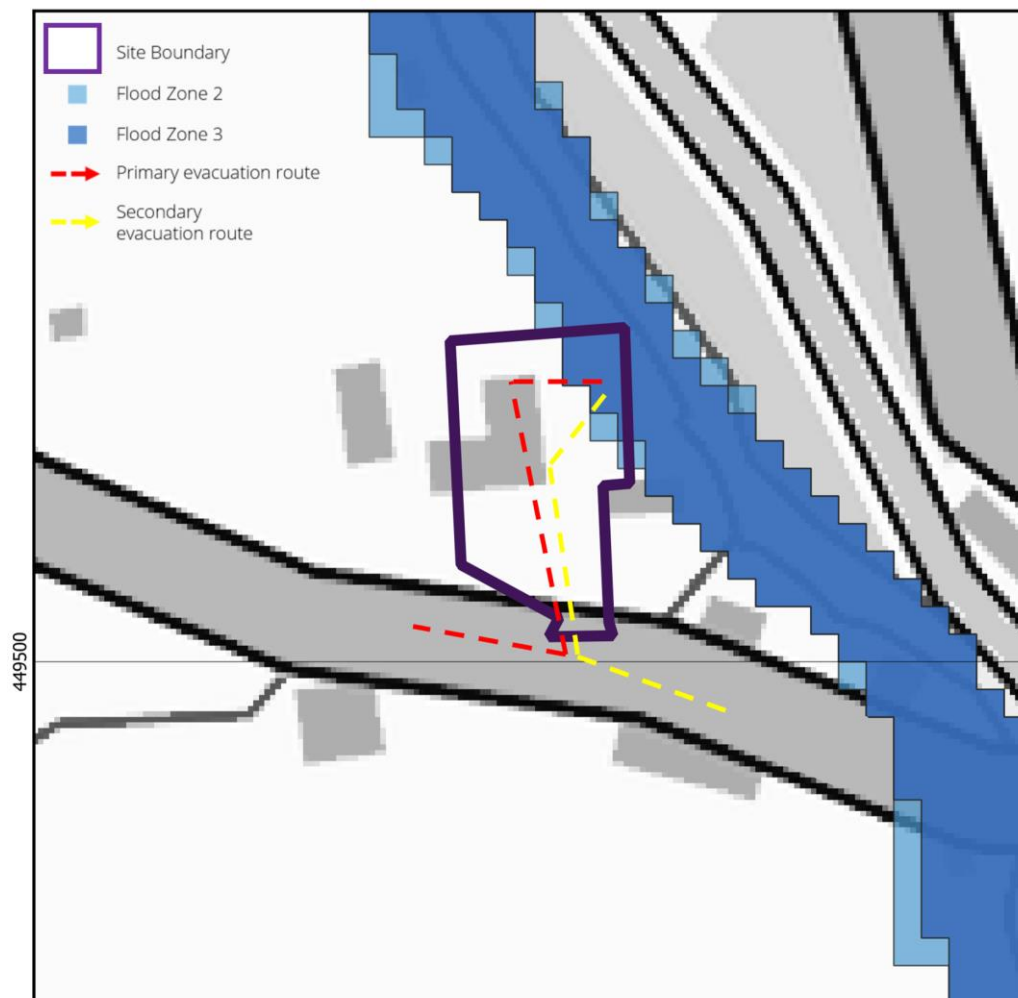 Site Boundary
Flood Zone 2
Flood Zone 3
Primary evacuation route
Secondary
evacuation route
449500